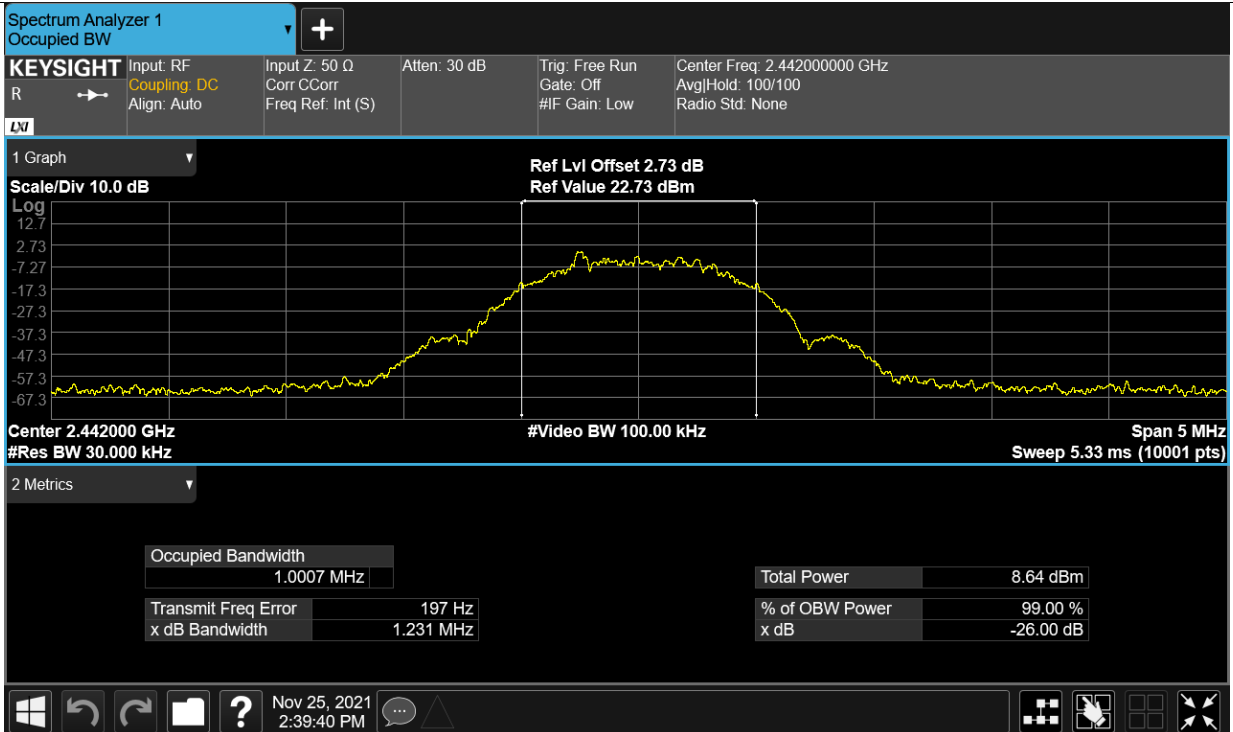 Spectrum Analyzer 1
Occupied BW
KEYSIGHT
R
LXI
Input: RF
Coupling: DC
Align: Auto
Input Z: 50 Ω
Corr CCorr
Freq Ref: Int (S)
Atten: 30 dB
Trig: Free Run
Gate: Off
#IF Gain: Low
Center Freq: 2.442000000 GHz
Avg|Hold: 100/100
Radio Std: None
1 Graph
Scale/Div 10.0 dB
Ref Lvl Offset 2.73 dB
Ref Value 22.73 dBm
Log
12.7
2.73
-7.27
-17.3
-27.3
-37.3
-47.3
-57.3
-67.3
Center 2.442000 GHz
#Res BW 30.000 kHz
#Video BW 100.00 kHz
Span 5 MHz
Sweep 5.33 ms (10001 pts)
2 Metrics
Occupied Bandwidth
1.0007 MHz
Transmit Freq Error 197 Hz
x dB Bandwidth 1.231 MHz
Total Power 8.64 dBm
% of OBW Power 99.00 %
x dB -26.00 dB
?
Nov 25, 2021
2:39:40 PM